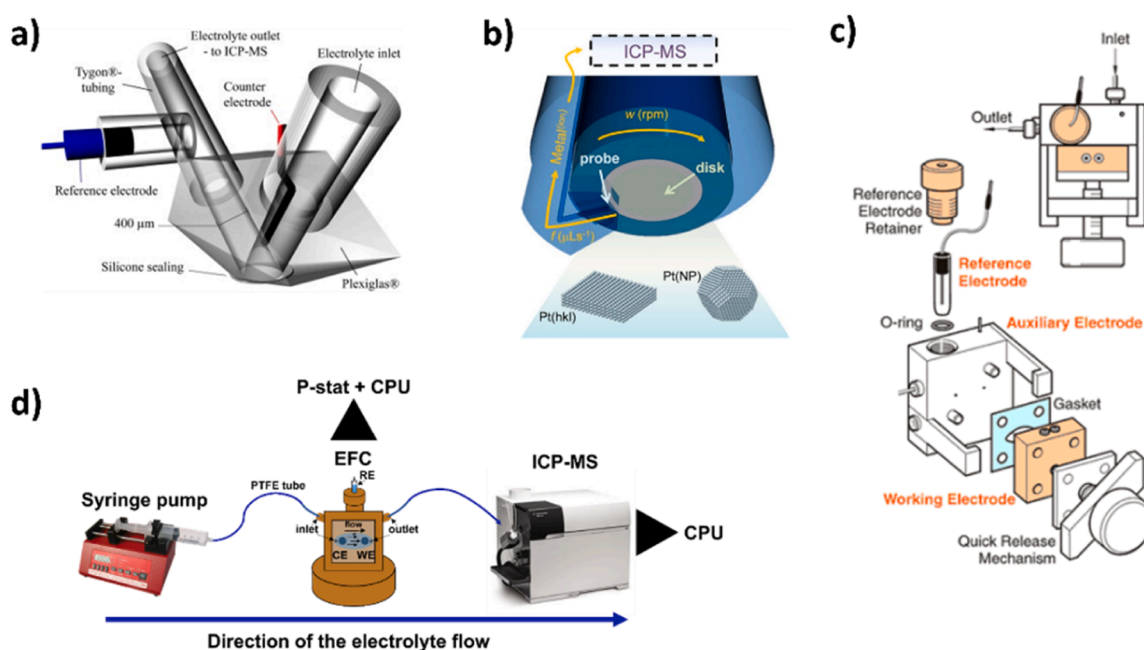 a)
Electrolyte outlet
- to ICP-MS
Tygon®-
tubing
Counter
electrode
Electrolyte inlet
Reference electrode
400 μm
Silicone sealing
Plexiglas®
b)
ICP-MS
Metal(ion)
w (rpm)
probe
disk
f (μLs⁻¹)
Pt(hkl)
Pt(NP)
c)
Inlet
Outlet
Reference
Electrode
Retainer
Reference
Electrode
O-ring
Auxiliary Electrode
Gasket
Working Electrode
Quick Release
Mechanism
d)
P-stat + CPU
EFC
RE
ICP-MS
Syringe pump
PTFE tube
inlet
flow
outlet
CE
WE
CPU
Direction of the electrolyte flow